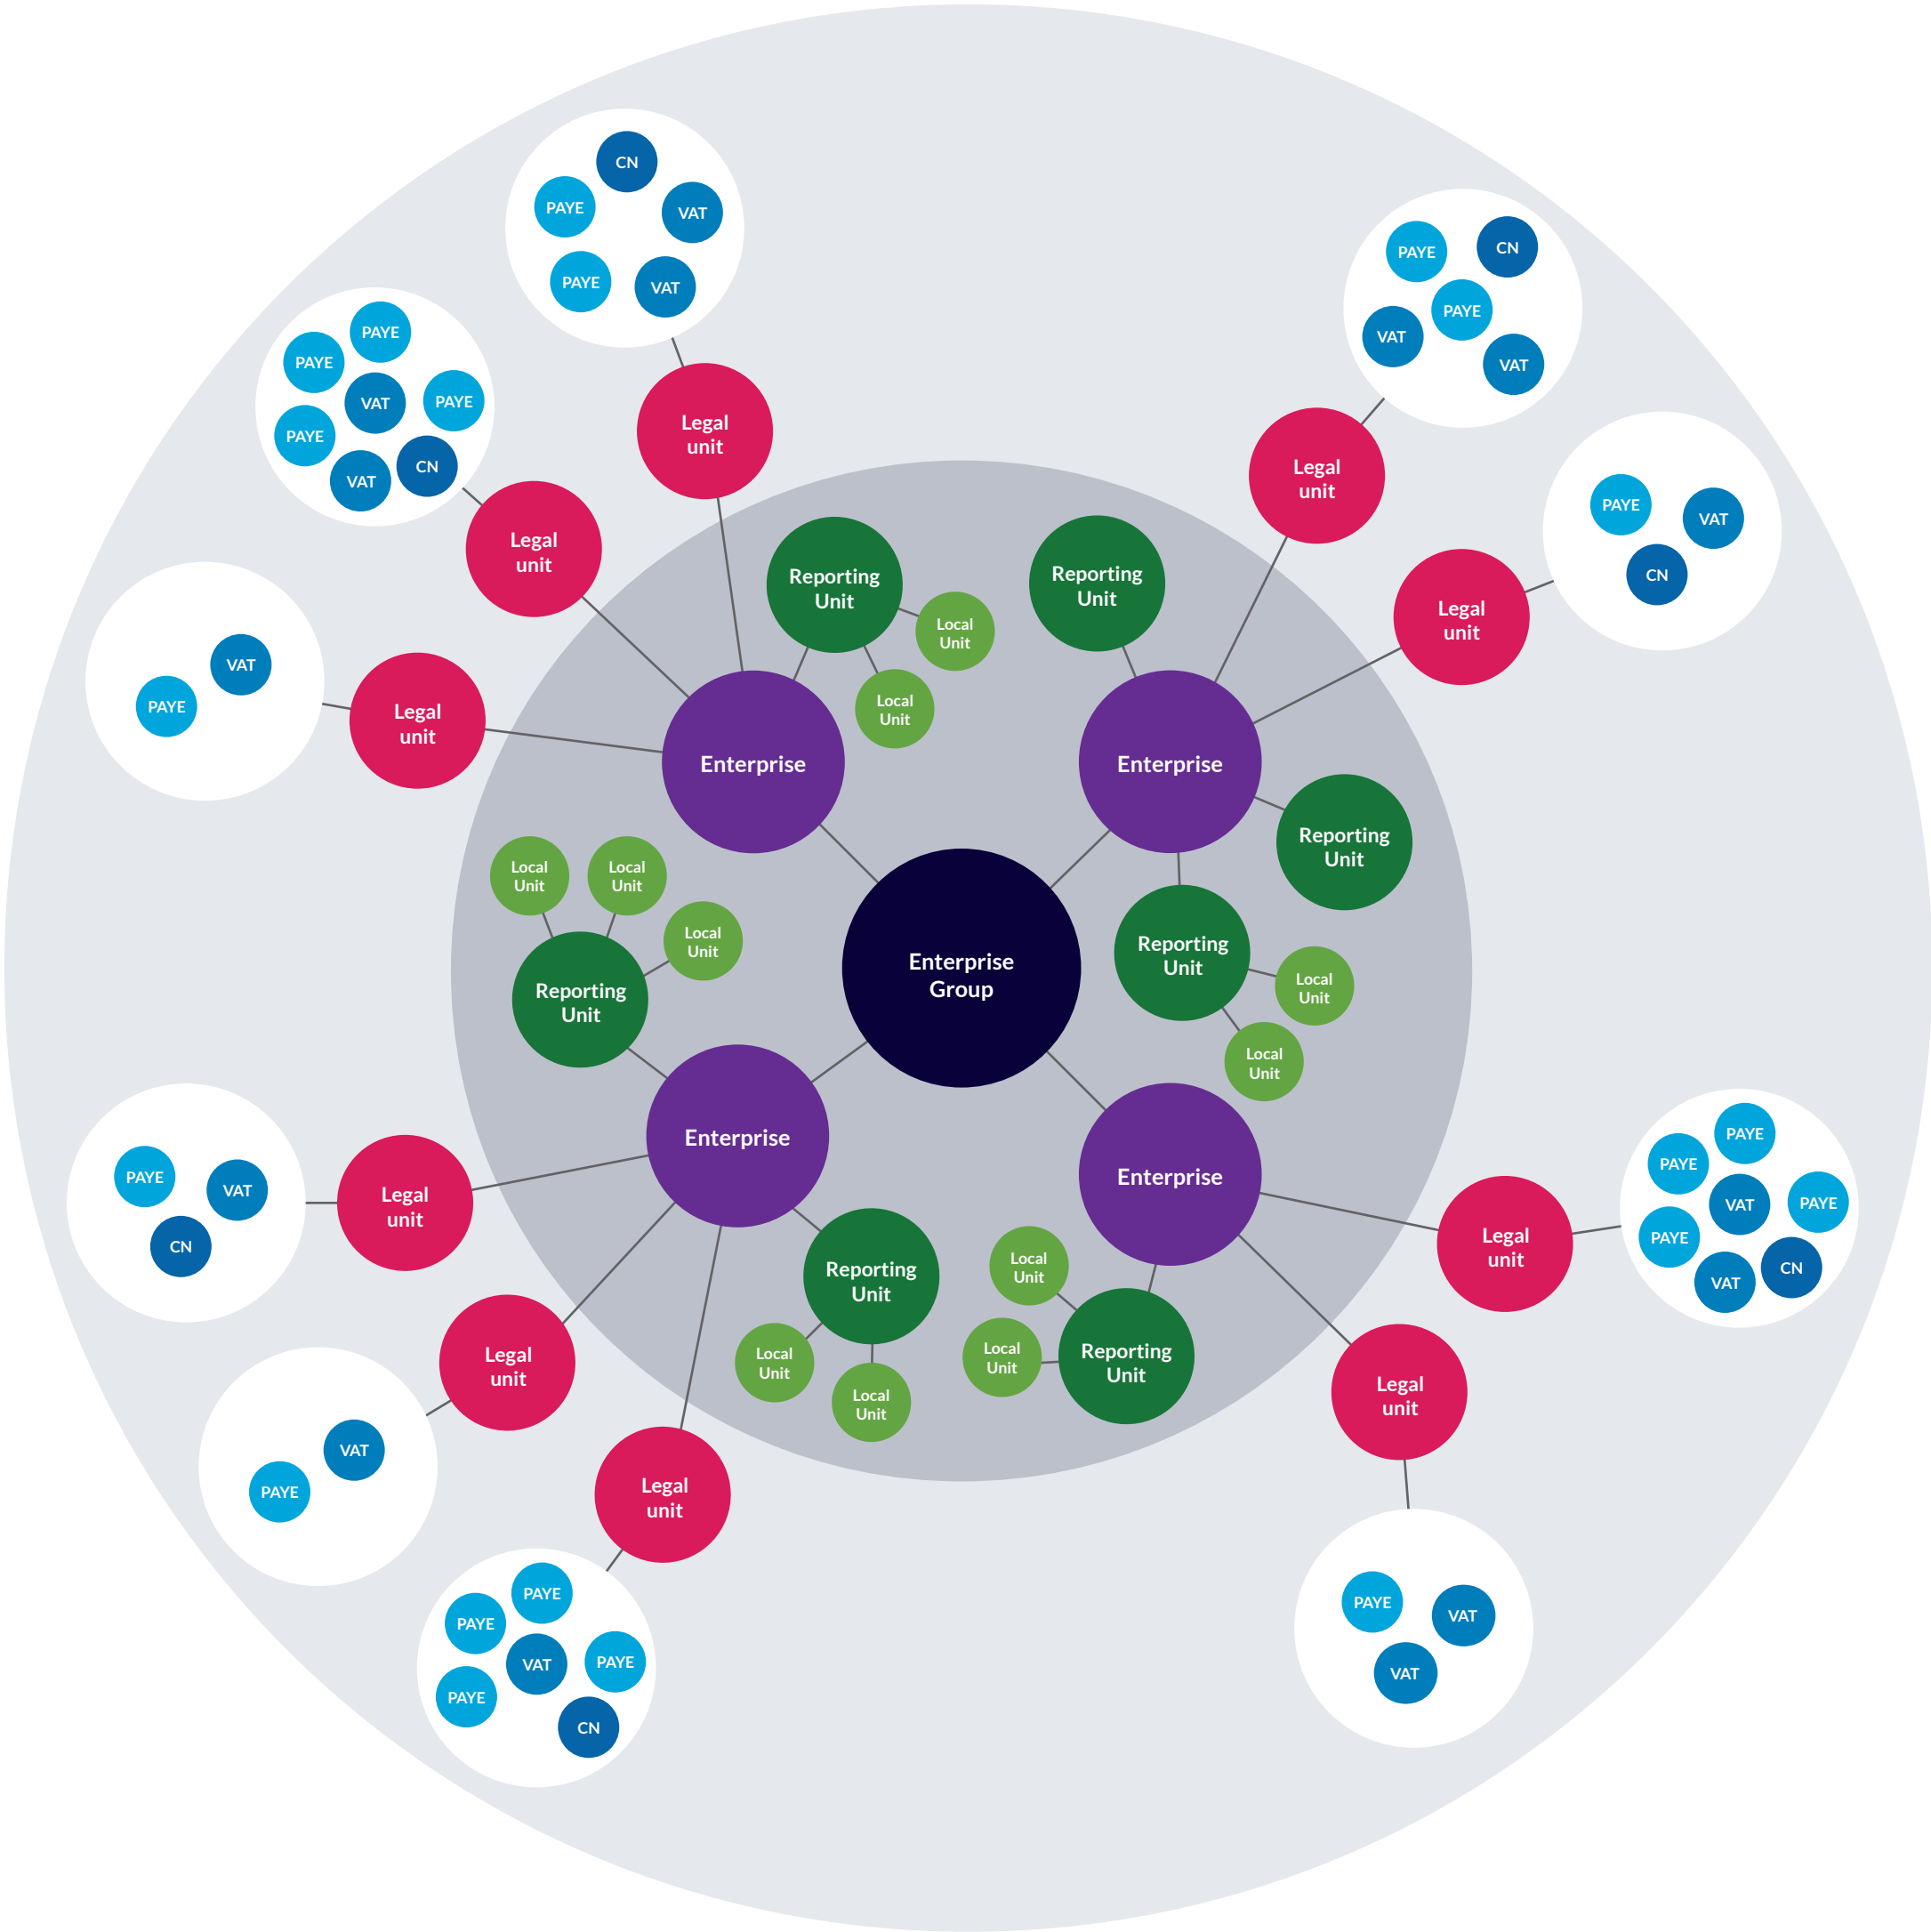 CN
PAYE
VAT
PAYE
VAT
Legal
unit
PAYE
PAYE
VAT
PAYE
PAYE
CN
VAT
Legal
unit
VAT
PAYE
Legal
unit
Enterprise
Reporting
Unit
Local
Unit
Local
Unit
PAYE
CN
PAYE
VAT
VAT
Legal
unit
PAYE
VAT
CN
Legal
unit
Reporting
Unit
Enterprise
Reporting
Unit
Reporting
Unit
Local
Unit
Local
Unit
Enterprise
Group
Local
Unit
Local
Unit
Local
Unit
Reporting
Unit
Enterprise
PAYE
VAT
CN
Legal
unit
Legal
unit
VAT
PAYE
Legal
unit
PAYE
PAYE
VAT
PAYE
PAYE
CN
Reporting
Unit
Local
Unit
Local
Unit
Enterprise
Local
Unit
Local
Unit
Reporting
Unit
Legal
unit
PAYE
PAYE
VAT
PAYE
PAYE
CN
VAT
Legal
unit
PAYE
VAT
VAT